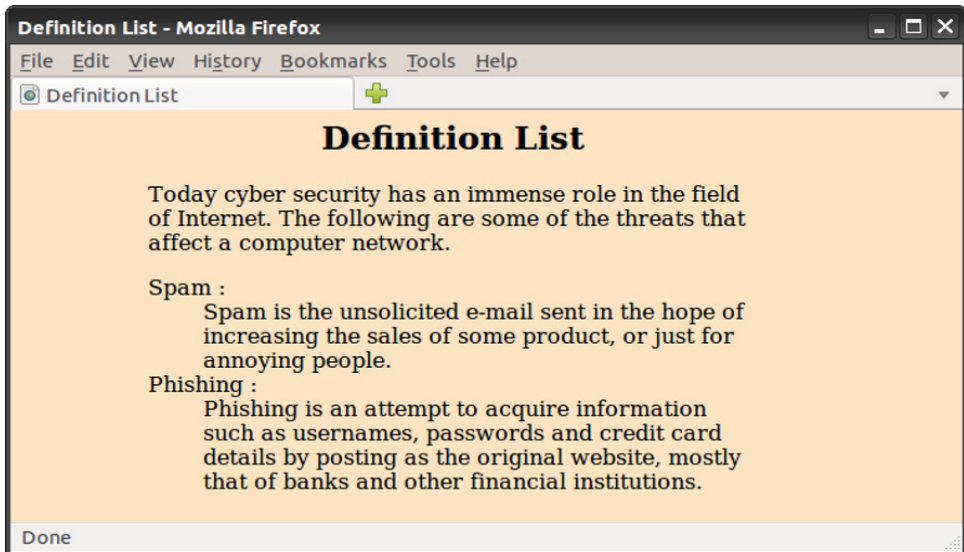 Definition List - Mozilla Firefox
File Edit View History Bookmarks Tools Help
Definition List
Definition List
Today cyber security has an immense role in the field
of Internet. The following are some of the threats that
affect a computer network.
Spam :
Spam is the unsolicited e-mail sent in the hope of
increasing the sales of some product, or just for
annoying people.
Phishing :
Phishing is an attempt to acquire information
such as usernames, passwords and credit card
details by posting as the original website, mostly
that of banks and other financial institutions.
Done